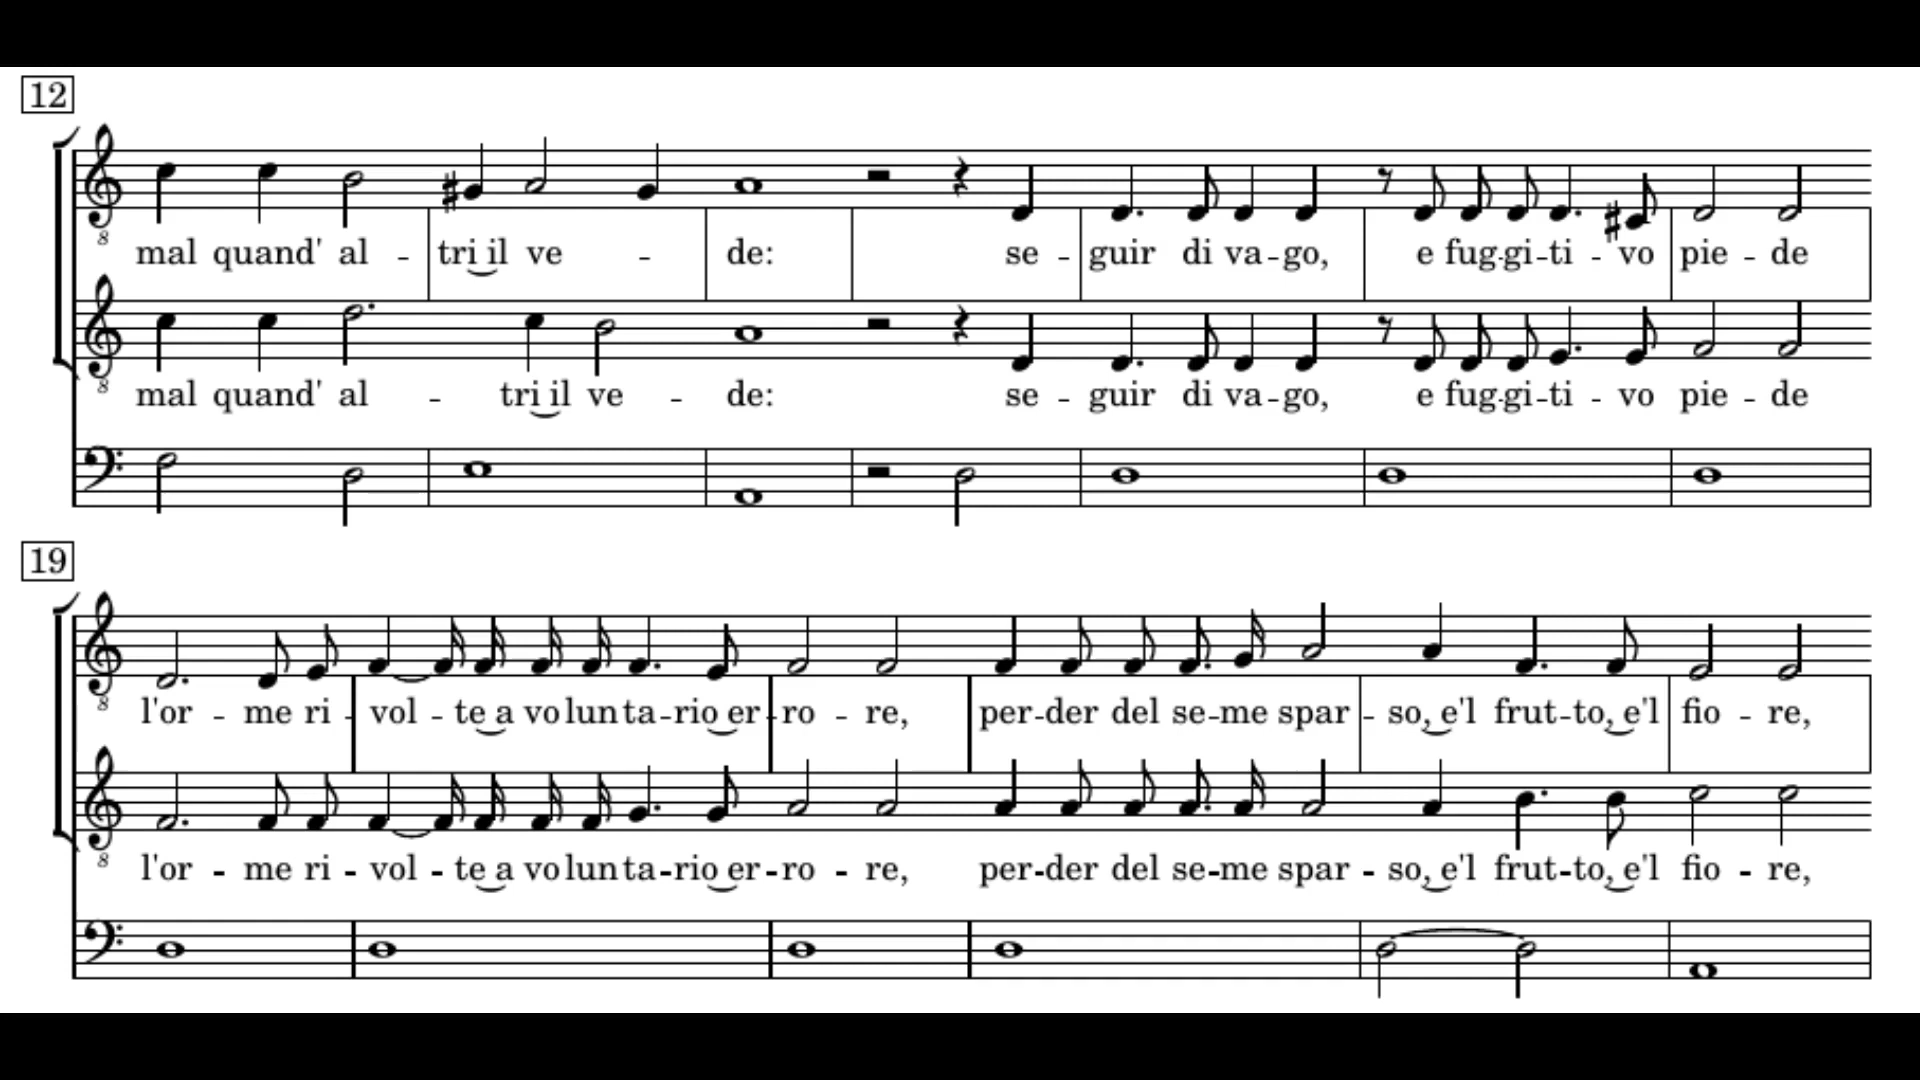 12
mal quand' al - tri il ve - de: se - guir di va - go, e fug - gi - ti - vo pie - de
mal quand' al - tri il ve - de: se - guir di va - go, e fug - gi - ti - vo pie - de
19
l'or - me ri - vol - te a vo lun ta - rio er - ro - re, per - der del se - me spar - so, e'l frut - to, e'l fio - re,
l'or - me ri - vol - te a vo lun ta - rio er - ro - re, per - der del se - me spar - so, e'l frut - to, e'l fio - re,